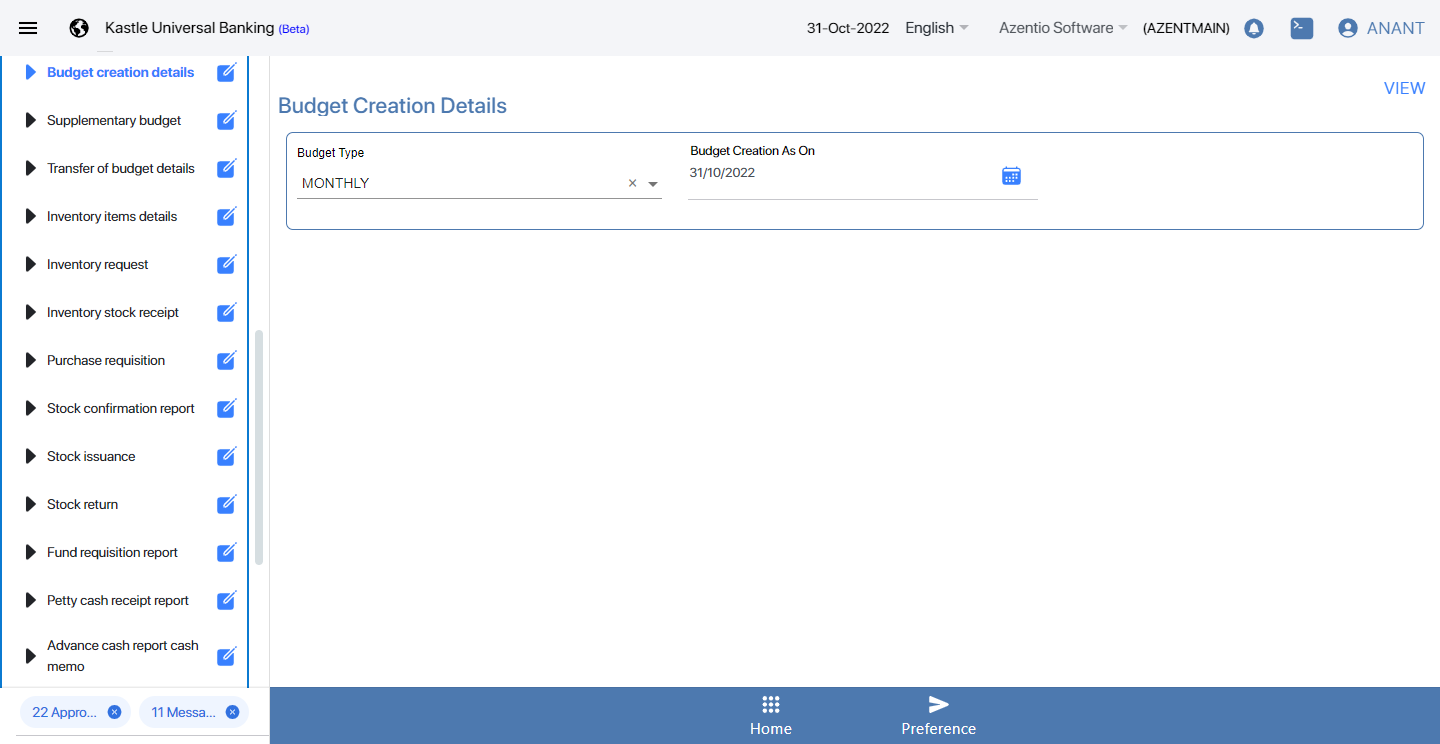 Kastle Universal Banking (Beta)
31-Oct-2022
English
Azentio Software
(AZENTMAIN)
ANANT
Budget creation details
Supplementary budget
Transfer of budget details
Inventory items details
Inventory request
Inventory stock receipt
Purchase requisition
Stock confirmation report
Stock issuance
Stock return
Fund requisition report
Petty cash receipt report
Advance cash report cash
memo
22 Appro...
11 Messa...
VIEW
Budget Creation Details
Budget Type
MONTHLY
Budget Creation As On
31/10/2022
Home
Preference